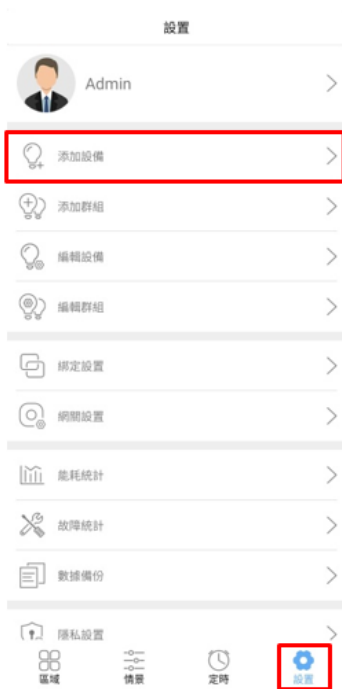 設置
Admin
添加設備
添加群組
編輯設備
編輯群組
綁定設置
網關設置
能耗統計
故障統計
數據備份
隱私設置
區域
情景
定時
設置